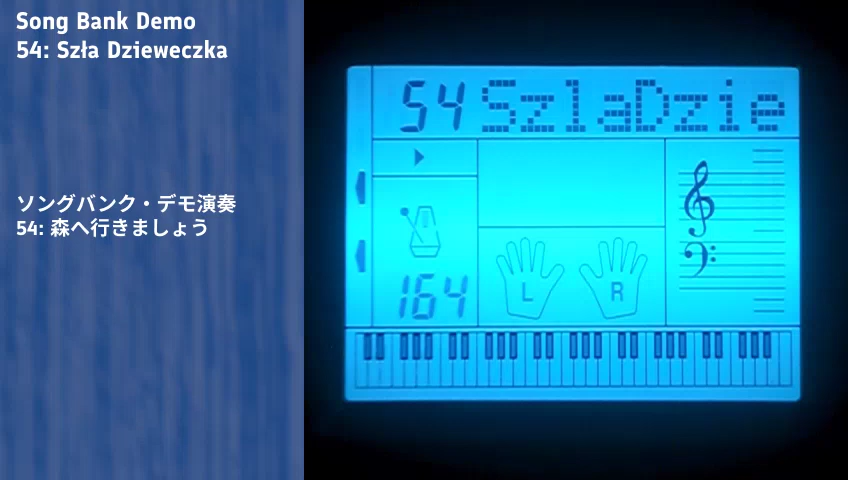 Song Bank Demo
54: Szła Dzieweczka
ソングバンク・デモ演奏
54: 森へ行きましょう
54 SzlaDzie
164
L R